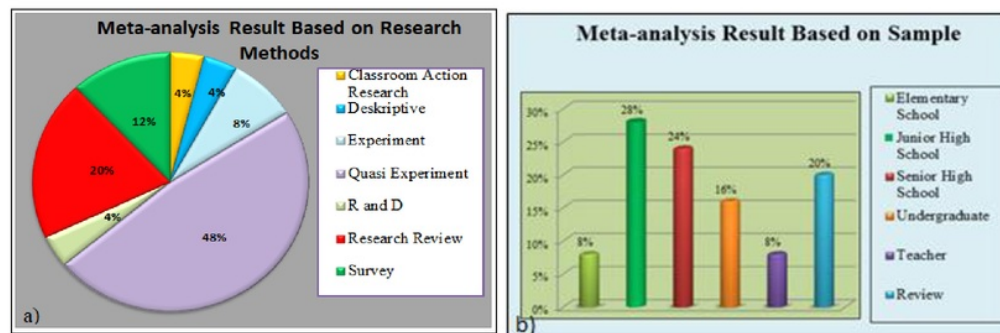 Meta-analysis Result Based on Research
Methods
4%
4%
8%
48%
4%
20%
12%
Classroom Action
Research
Deskriptive
Experiment
Quasi Experiment
R and D
Research Review
Survey
a)
Meta-analysis Result Based on Sample
30%
25%
20%
15%
10%
5%
0%
8%
28%
24%
16%
8%
20%
Elementary
School
Junior High
School
Senior High
School
Undergraduate
Teacher
Review
b)